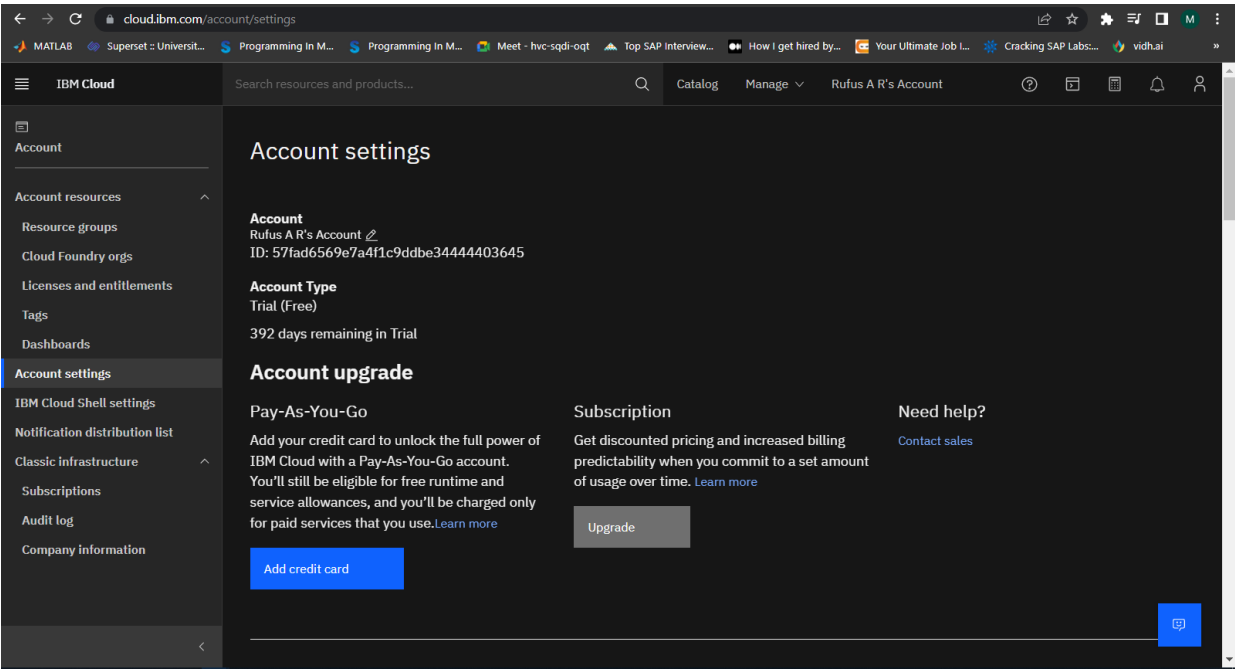 cloud.ibm.com/account/settings
M
MATLAB
Superset :: Universit...
Programming In M...
Programming In M...
Meet - hvc-sqdi-oqt
Top SAP Interview...
How I get hired by...
Your Ultimate Job I...
Cracking SAP Labs:...
vidh.ai
»
IBM Cloud
Search resources and products...
Catalog
Manage
Rufus A R's Account
Account
Account resources
Resource groups
Cloud Foundry orgs
Licenses and entitlements
Tags
Dashboards
Account settings
IBM Cloud Shell settings
Notification distribution list
Classic infrastructure
Subscriptions
Audit log
Company information
Account settings
Account
Rufus A R's Account
ID: 57fad6569e7a4f1c9ddbe34444403645
Account Type
Trial (Free)
392 days remaining in Trial
Account upgrade
Pay-As-You-Go
Add your credit card to unlock the full power of
IBM Cloud with a Pay-As-You-Go account.
You'll still be eligible for free runtime and
service allowances, and you'll be charged only
for paid services that you use.Learn more
Add credit card
Subscription
Get discounted pricing and increased billing
predictability when you commit to a set amount
of usage over time. Learn more
Upgrade
Need help?
Contact sales